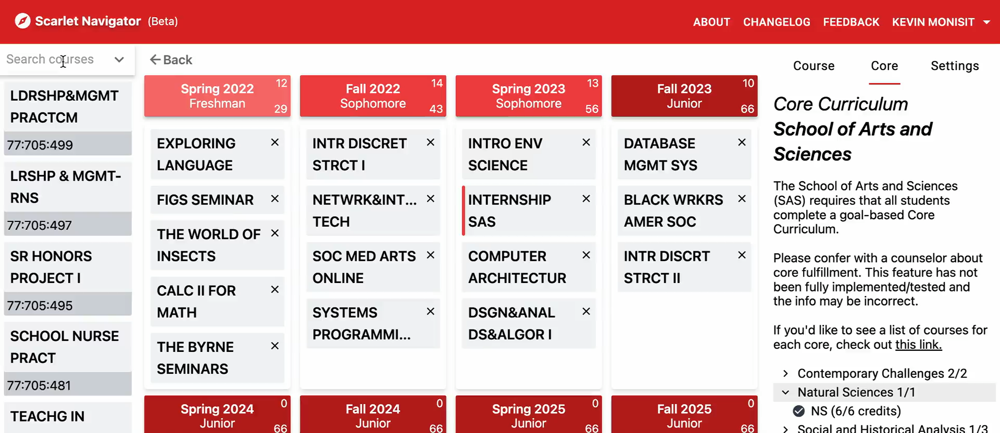 Scarlet Navigator (Beta)
ABOUT CHANGELOG FEEDBACK KEVIN MONISIT
Search courses
LDRSHP&MGMT
PRACTCM
77:705:499
LRSHP & MGMT-
RNS
77:705:497
SR HONORS
PROJECT I
77:705:495
SCHOOL NURSE
PRACT
77:705:481
TEACHG IN
Back
Spring 2022
Freshman
12
29
EXPLORING
LANGUAGE
FIGS SEMINAR
THE WORLD OF
INSECTS
CALC II FOR
MATH
THE BYRNE
SEMINARS
Fall 2022
Sophomore
14
43
INTR DISCRET
STRCT I
NETWRK&INT...
TECH
SOC MED ARTS
ONLINE
SYSTEMS
PROGRAMMI...
Spring 2023
Sophomore
13
56
INTRO ENV
SCIENCE
INTERNSHIP
SAS
COMPUTER
ARCHITECTUR
DSGN&ANAL
DS&ALGOR I
Fall 2023
Junior
10
66
DATABASE
MGMT SYS
BLACK WRKRS
AMER SOC
INTR DISCRT
STRCT II
Spring 2024
Junior
0
66
Fall 2024
Junior
0
66
Spring 2025
Junior
0
66
Fall 2025
Junior
0
66
Course Core Settings
Core Curriculum
School of Arts and
Sciences
The School of Arts and Sciences
(SAS) requires that all students
complete a goal-based Core
Curriculum.
Please confer with a counselor about
core fulfillment. This feature has not
been fully implemented/tested and
the info may be incorrect.
If you'd like to see a list of courses for
each core, check out this link.
Contemporary Challenges 2/2
Natural Sciences 1/1
NS (6/6 credits)
Social and Historical Analysis 1/3